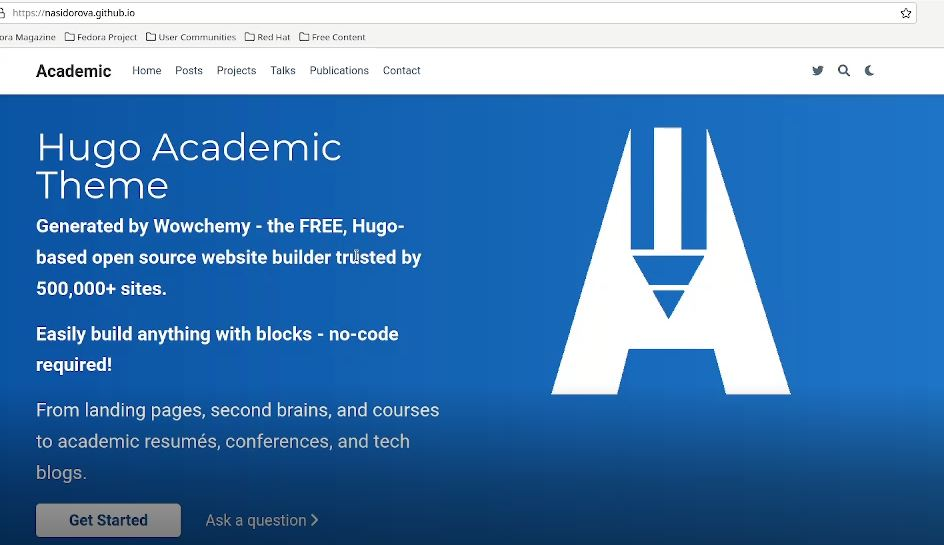 https://nasidorova.github.io
ora Magazine Fedora Project User Communities Red Hat Free Content
Academic Home Posts Projects Talks Publications Contact
Hugo Academic
Theme
Generated by Wowchemy - the FREE, Hugo-
based open source website builder trusted by
500,000+ sites.
Easily build anything with blocks - no-code
required!
From landing pages, second brains, and courses
to academic resumés, conferences, and tech
blogs.
Get Started Ask a question